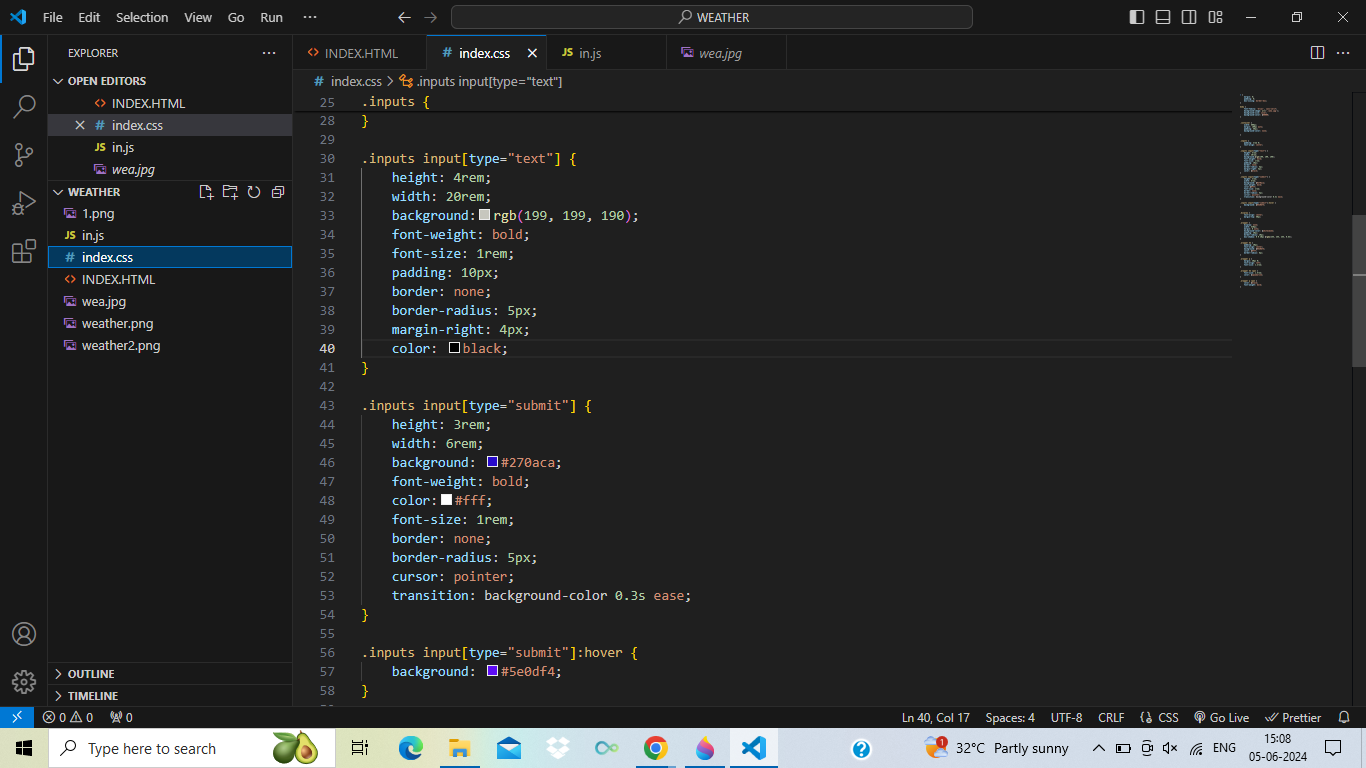 File Edit Selection View Go Run ··· WEATHER
EXPLORER ···
OPEN EDITORS
INDEX.HTML
index.css
in.js
wea.jpg
WEATHER
1.png
in.js
index.css
INDEX.HTML
wea.jpg
weather.png
weather2.png
OUTLINE
TIMELINE
INDEX.HTML index.css in.js wea.jpg
# index.css > .inputs input[type="text"]
25 .inputs {
28 }
29
30 .inputs input[type="text"] {
31 height: 4rem;
32 width: 20rem;
33 background: rgb(199, 199, 190);
34 font-weight: bold;
35 font-size: 1rem;
36 padding: 10px;
37 border: none;
38 border-radius: 5px;
39 margin-right: 4px;
40 color: black;
41 }
42
43 .inputs input[type="submit"] {
44 height: 3rem;
45 width: 6rem;
46 background: #270aca;
47 font-weight: bold;
48 color: #fff;
49 font-size: 1rem;
50 border: none;
51 border-radius: 5px;
52 cursor: pointer;
53 transition: background-color 0.3s ease;
54 }
55
56 .inputs input[type="submit"]:hover {
57 background: #5e0df4;
58 }
0 0 0 Ln 40, Col 17 Spaces: 4 UTF-8 CRLF CSS Go Live Prettier
Type here to search 1 32°C Partly sunny ENG 15:08
05-06-2024